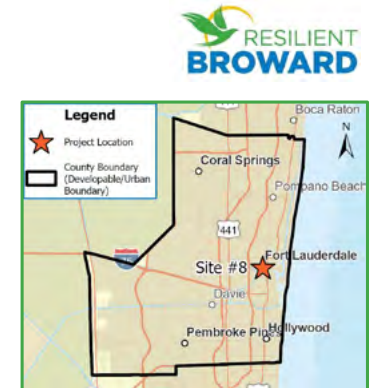 RESILIENT
BROWARD
Legend
Project Location
County Boundary
(Developable/Urban
Boundary)
N
Boca Raton
Coral Springs
Pompano Beach
441
Fort Lauderdale
Site #8
Davie
Pembroke Pines
Hollywood